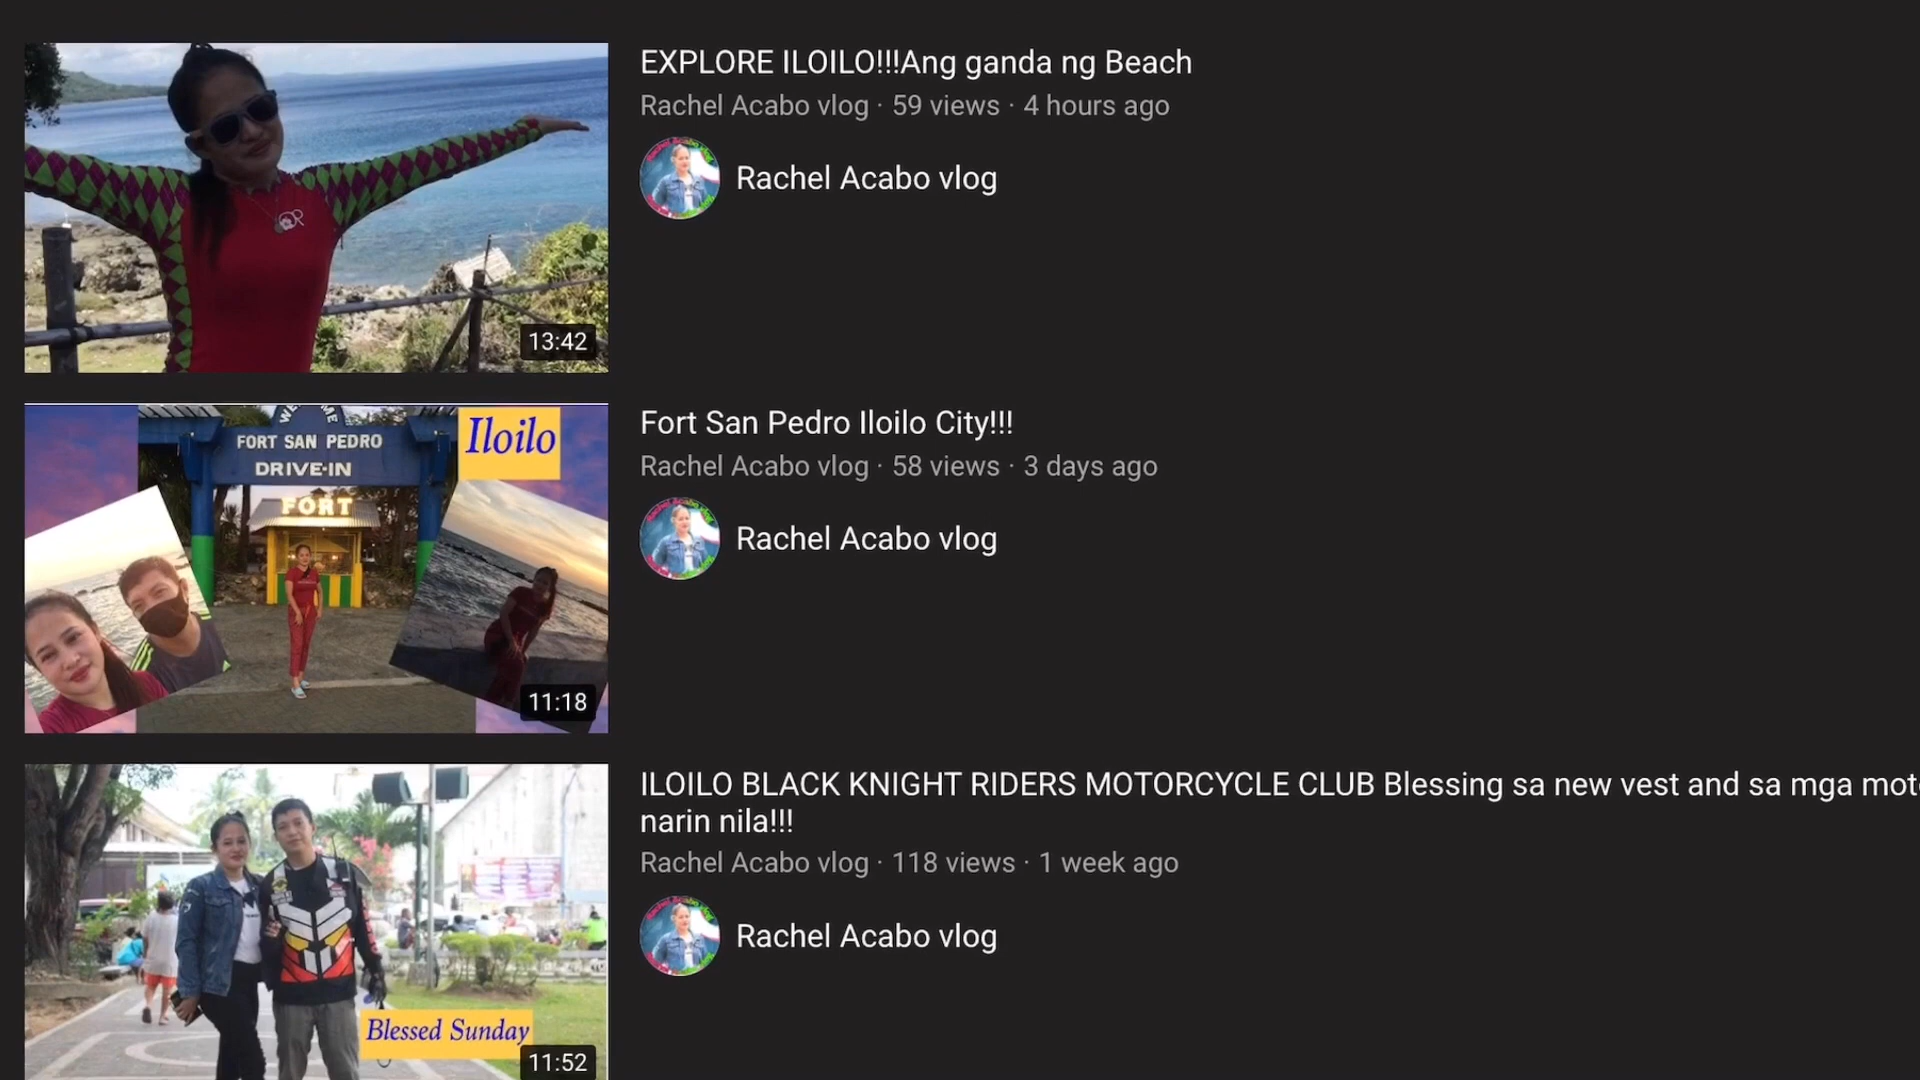 EXPLORE ILOILO!!!Ang ganda ng Beach
Rachel Acabo vlog · 59 views · 4 hours ago
Rachel Acabo vlog
13:42
WELCOME
FORT SAN PEDRO
DRIVE-IN
FORT
Iloilo
11:18
Fort San Pedro Iloilo City!!!
Rachel Acabo vlog · 58 views · 3 days ago
Rachel Acabo vlog
ILOILO BLACK KNIGHT RIDERS MOTORCYCLE CLUB Blessing sa new vest and sa mga
narin nila!!!
Rachel Acabo vlog · 118 views · 1 week ago
Rachel Acabo vlog
Blessed Sunday
11:52